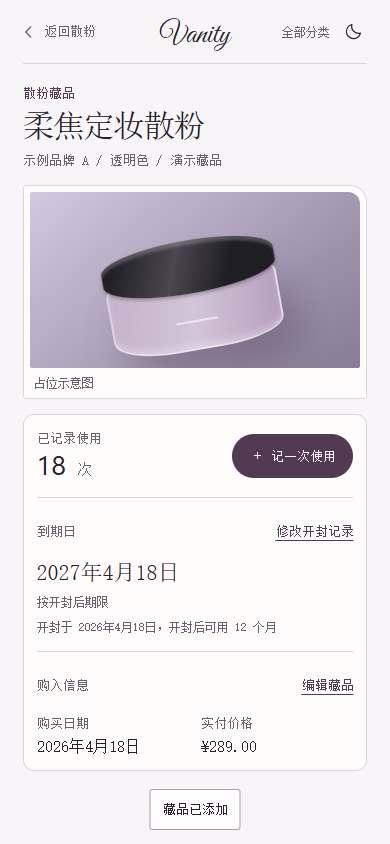 返回散粉
Vanity
全部分类
散粉藏品
柔焦定妆散粉
示例品牌 A / 透明色 / 演示藏品
占位示意图
已记录使用
18 次
+ 记一次使用
到期日
修改开封记录
2027年4月18日
按开封后期限
开封于 2026年4月18日，开封后可用 12 个月
购入信息
编辑藏品
购买日期
实付价格
2026年4月18日
¥289.00
藏品已添加